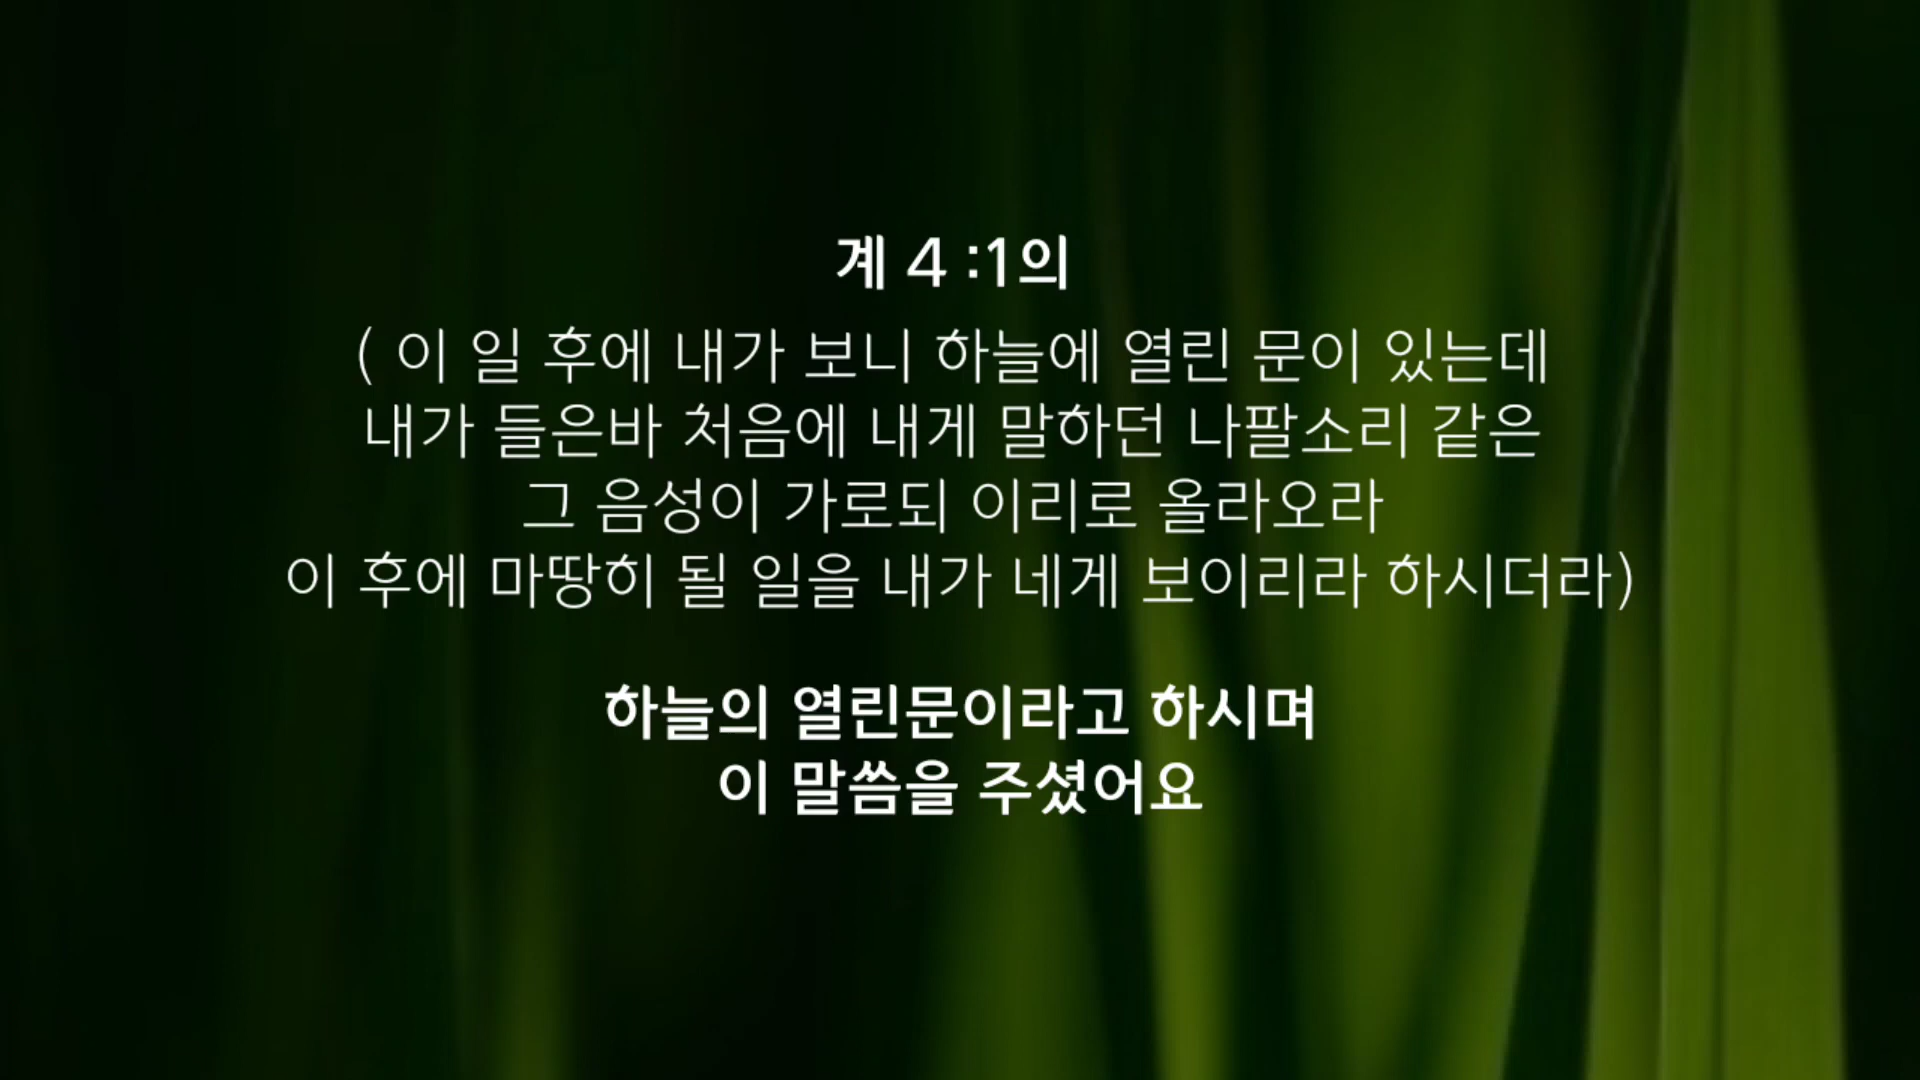 계 4 :1의
( 이 일 후에 내가 보니 하늘에 열린 문이 있는데
내가 들은바 처음에 내게 말하던 나팔소리 같은
그 음성이 가로되 이리로 올라오라
이 후에 마땅히 될 일을 내가 네게 보이리라 하시더라)
하늘의 열린문이라고 하시며
이 말씀을 주셨어요